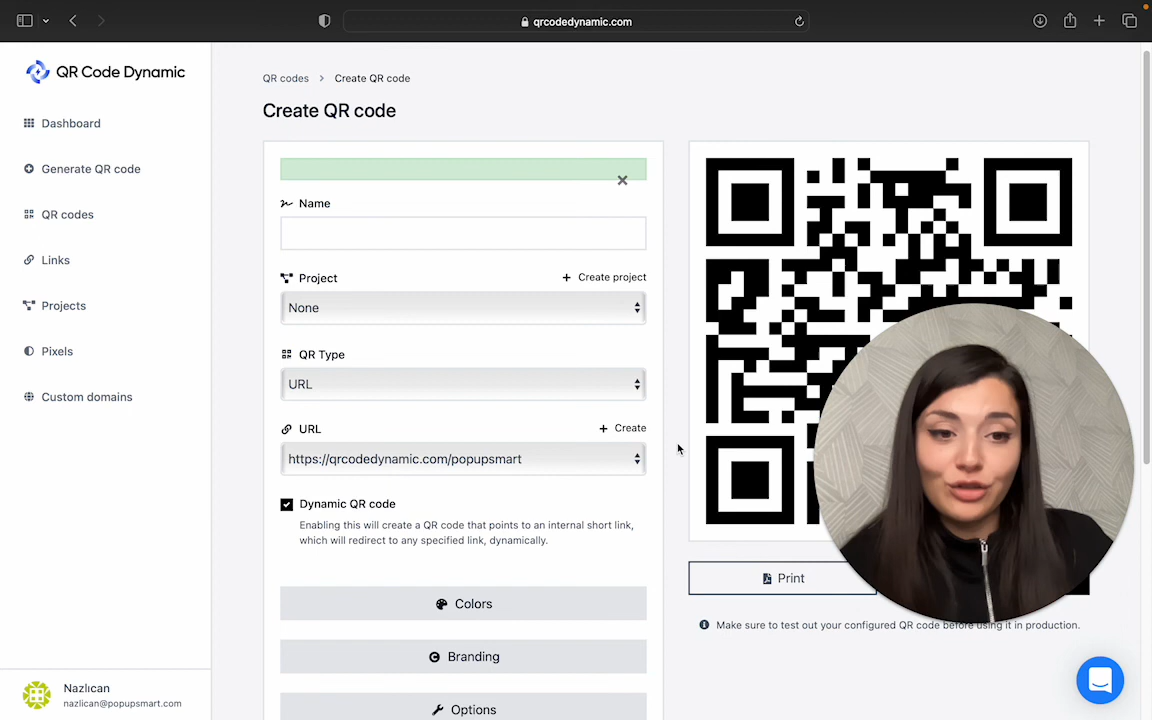 qrcodedynamic.com
QR Code Dynamic
Dashboard
Generate QR code
QR codes
Links
Projects
Pixels
Custom domains
Nazlıcan
nazlican@popupsmart.com
QR codes > Create QR code
Create QR code
Name
Project
+ Create project
None
QR Type
URL
URL
+ Create
https://qrcodedynamic.com/popupsmart
Dynamic QR code
Enabling this will create a QR code that points to an internal short link,
which will redirect to any specified link, dynamically.
Colors
Branding
Options
Print
Make sure to test out your configured QR code before using it in production.